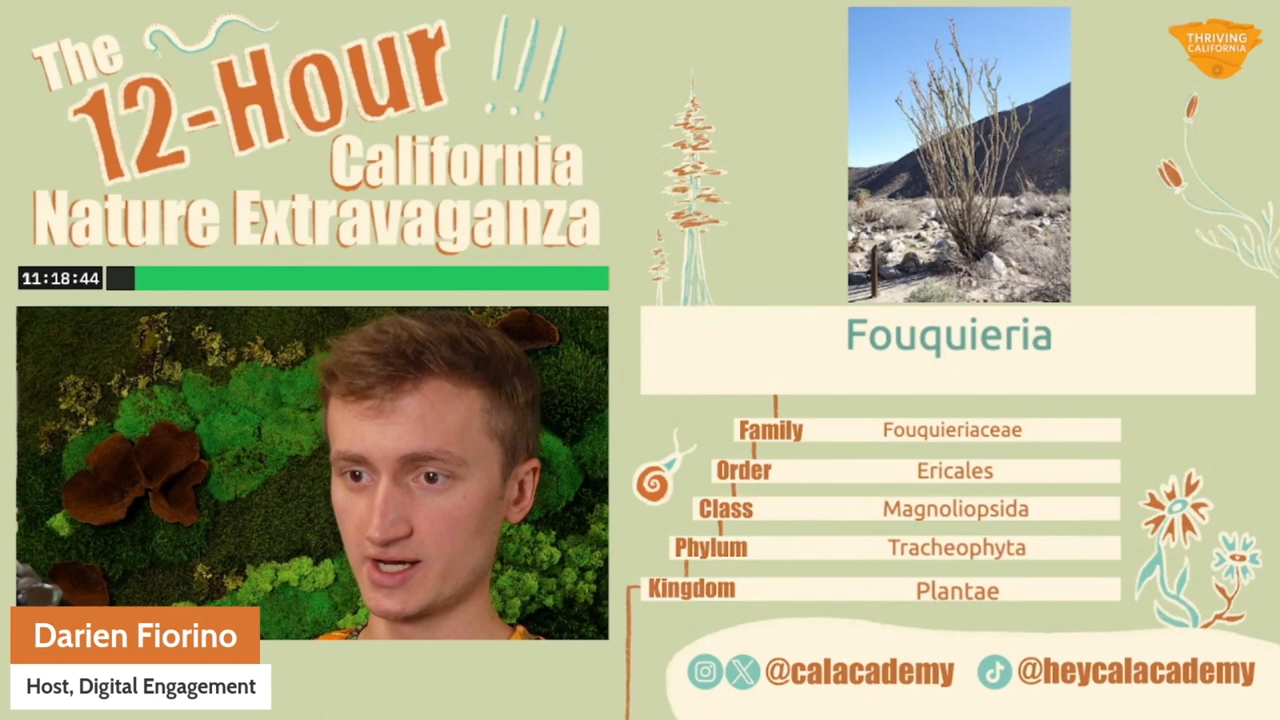 The
12-Hour!!!
California
Nature Extravaganza
11:18:44
Darien Fiorino
Host, Digital Engagement
THRIVING
CALIFORNIA
Fouquieria
Family Fouquieriaceae
Order Ericales
Class Magnoliopsida
Phylum Tracheophyta
Kingdom Plantae
@calacademy @heycalacademy